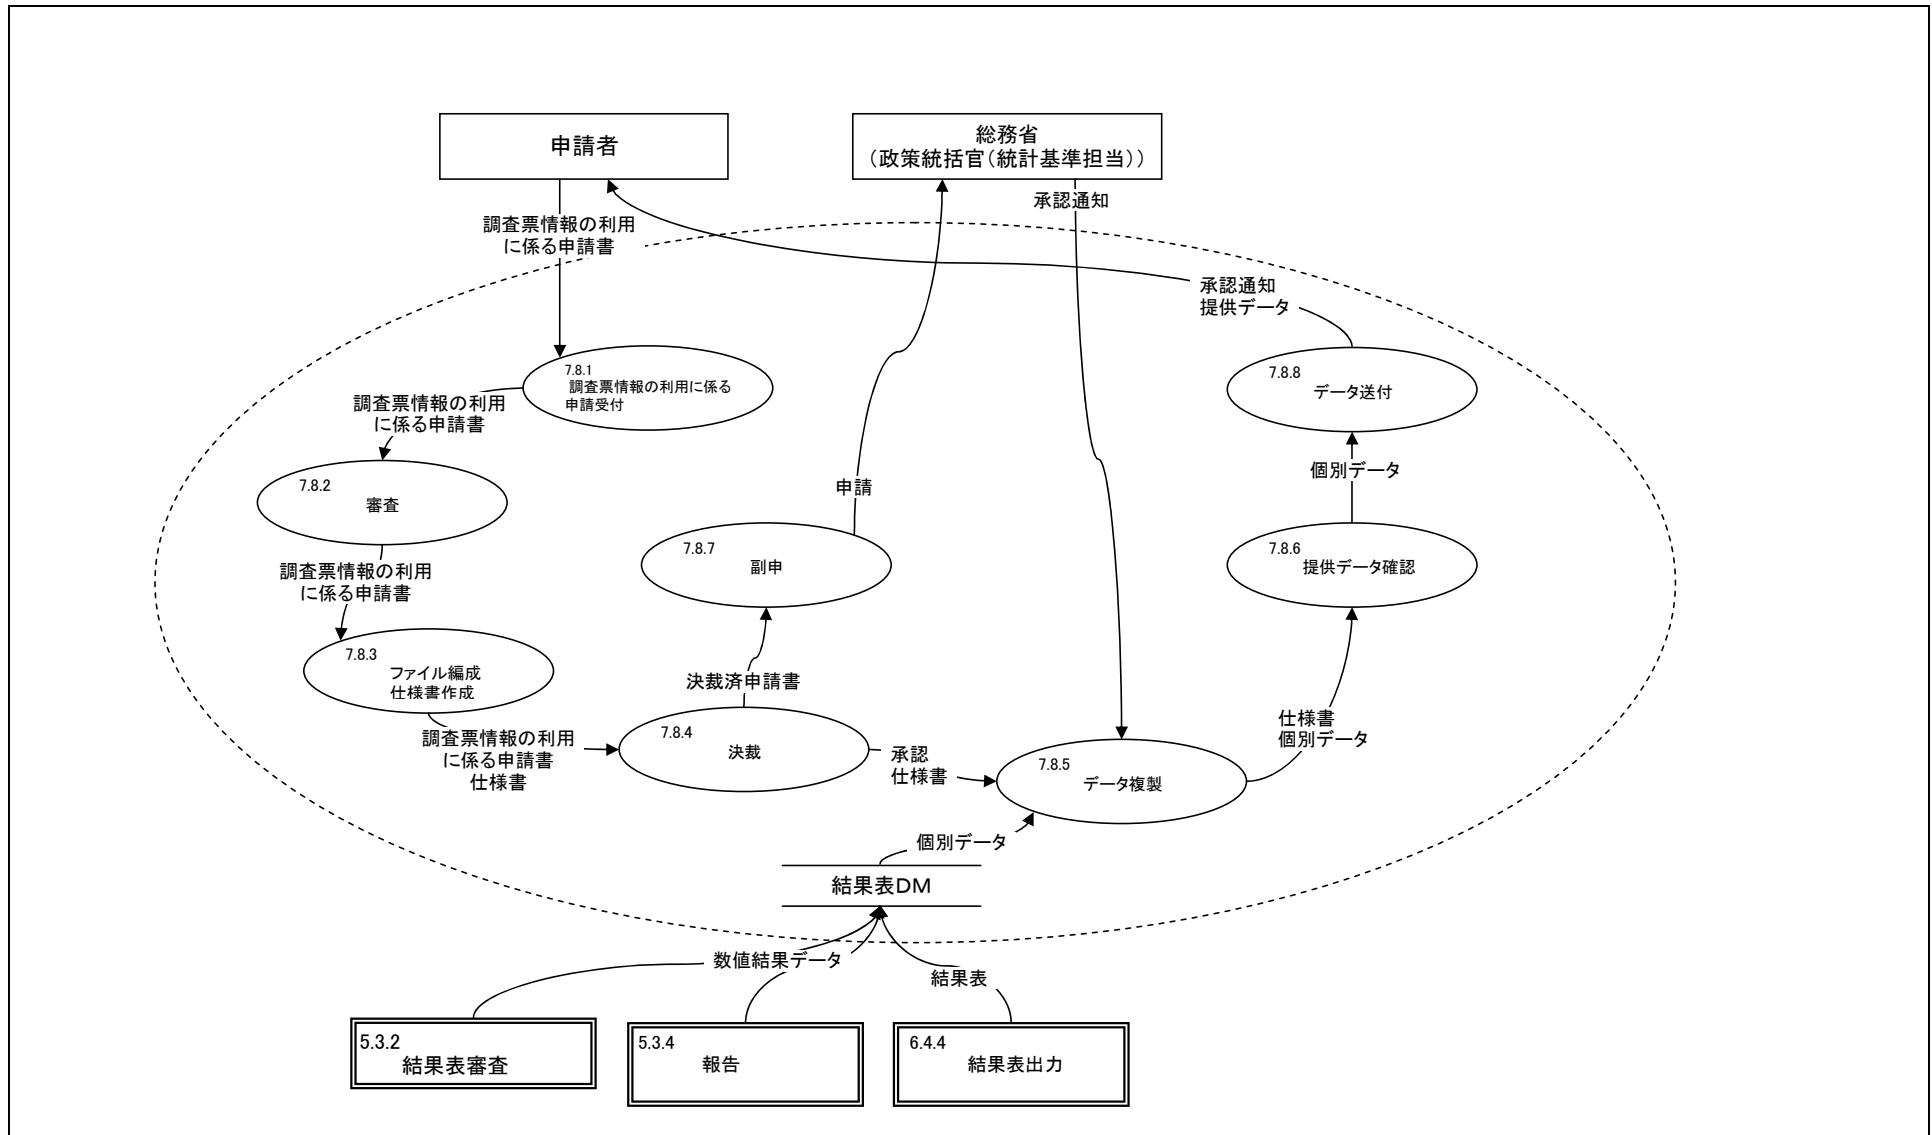 申請者
総務省
（政策統括官（統計基準担当））
承認通知
調査票情報の利用
に係る申請書
承認通知
提供データ
7.8.1
調査票情報の利用に係る
申請受付
7.8.8
データ送付
調査票情報の利用
に係る申請書
個別データ
7.8.2
審査
申請
7.8.7
副申
7.8.6
提供データ確認
調査票情報の利用
に係る申請書
7.8.3
ファイル編成
仕様書作成
決裁済申請書
仕様書
個別データ
調査票情報の利用
に係る申請書
仕様書
7.8.4
決裁
承認
仕様書
7.8.5
データ複製
個別データ
結果表DM
数値結果データ
結果表
5.3.2
結果表審査
5.3.4
報告
6.4.4
結果表出力